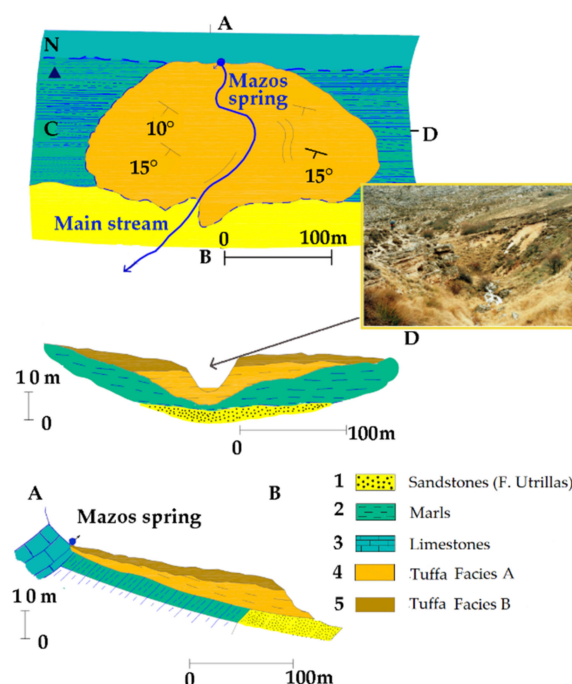 A
N
Mazos
spring
C
D
10°
15°
15°
Main stream
B
0 100m
D
10 m
0
0 100m
A B
Mazos spring
10 m
0
0 100m
1 Sandstones (F. Utrillas)
2 Marls
3 Limestones
4 Tuffa Facies A
5 Tuffa Facies B